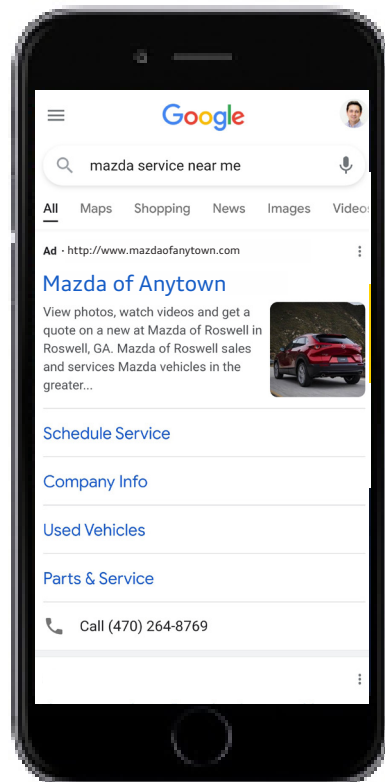 Google
mazda service near me
All Maps Shopping News Images Video
Ad · http://www.mazdaofanytown.com
Mazda of Anytown
View photos, watch videos and get a
quote on a new at Mazda of Roswell in
Roswell, GA. Mazda of Roswell sales
and services Mazda vehicles in the
greater...
Schedule Service
Company Info
Used Vehicles
Parts & Service
Call (470) 264-8769